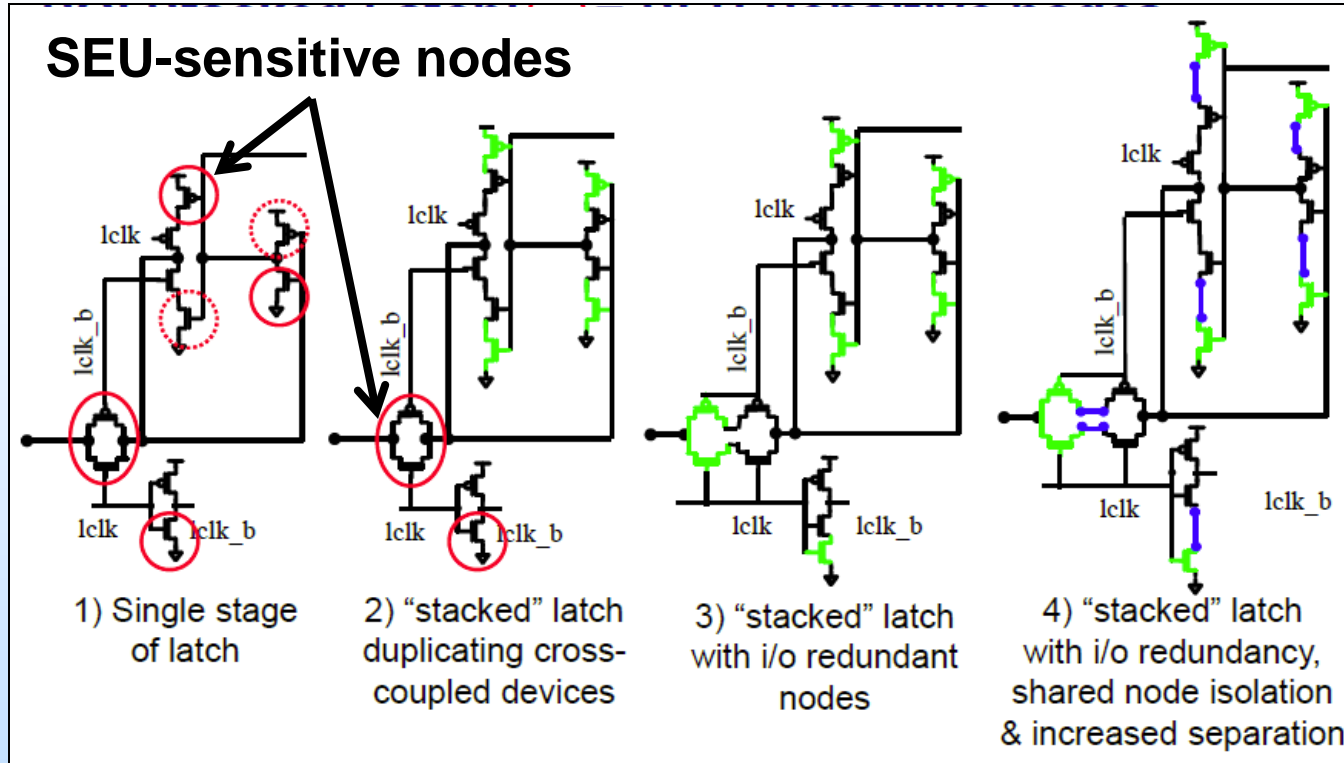 SEU-sensitive nodes
lclk
lclk_b
lclk
lclk_b
lclk
lclk_b
lclk
lclk_b
lclk
lclk_b
lclk
lclk_b
lclk
lclk_b
lclk
lclk_b
1) Single stage
of latch
2) “stacked” latch
duplicating cross-
coupled devices
3) “stacked” latch
with i/o redundant
nodes
4) “stacked” latch
with i/o redundancy,
shared node isolation
& increased separation